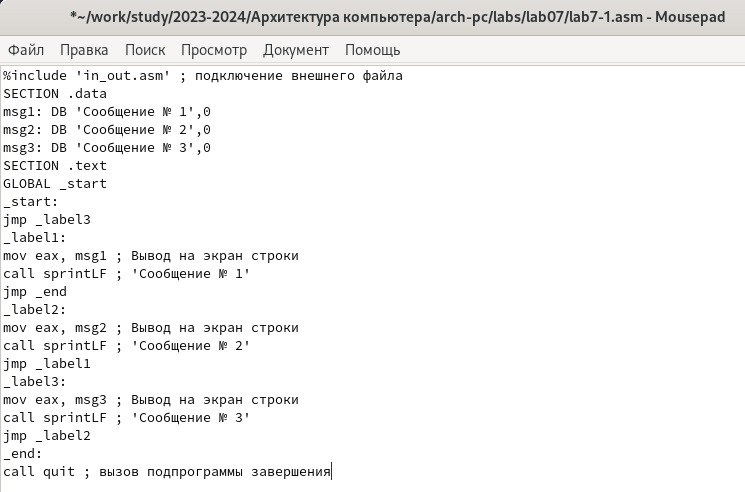 *~/work/study/2023-2024/Архитектура компьютера/arch-pc/labs/lab07/lab7-1.asm - Mousepad
Файл Правка Поиск Просмотр Документ Помощь
%include 'in_out.asm' ; подключение внешнего файла
SECTION .data
msg1: DB 'Сообщение № 1',0
msg2: DB 'Сообщение № 2',0
msg3: DB 'Сообщение № 3',0
SECTION .text
GLOBAL _start
_start:
jmp _label3
_label1:
mov eax, msg1 ; Вывод на экран строки
call sprintLF ; 'Сообщение № 1'
jmp _end
_label2:
mov eax, msg2 ; Вывод на экран строки
call sprintLF ; 'Сообщение № 2'
jmp _label1
_label3:
mov eax, msg3 ; Вывод на экран строки
call sprintLF ; 'Сообщение № 3'
jmp _label2
_end:
call quit ; вызов подпрограммы завершения